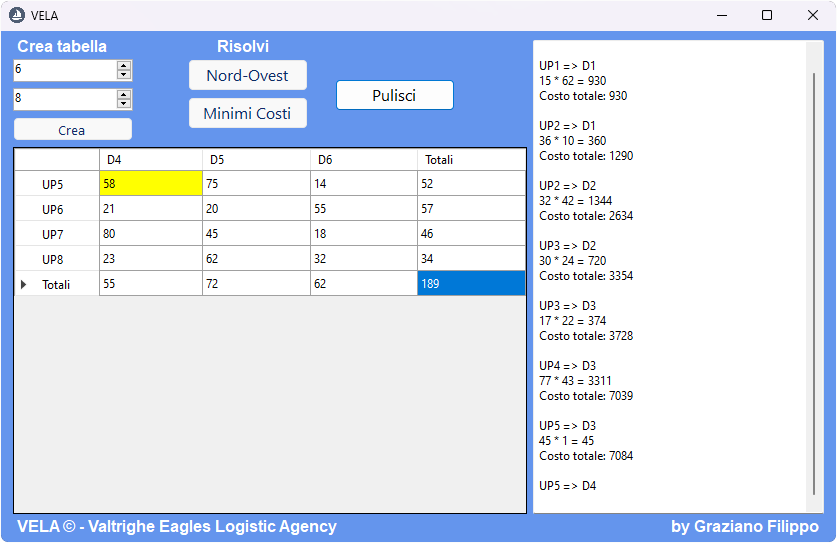 VELA
Crea tabella
6
8
Crea
Risolvi
Nord-Ovest
Minimi Costi
Pulisci
D4 D5 D6 Totali
UP5 58 75 14 52
UP6 21 20 55 57
UP7 80 45 18 46
UP8 23 62 32 34
Totali 55 72 62 189
UP1 => D1
15 * 62 = 930
Costo totale: 930
UP2 => D1
36 * 10 = 360
Costo totale: 1290
UP2 => D2
32 * 42 = 1344
Costo totale: 2634
UP3 => D2
30 * 24 = 720
Costo totale: 3354
UP3 => D3
17 * 22 = 374
Costo totale: 3728
UP4 => D3
77 * 43 = 3311
Costo totale: 7039
UP5 => D3
45 * 1 = 45
Costo totale: 7084
UP5 => D4
VELA © - Valtrighe Eagles Logistic Agency
by Graziano Filippo